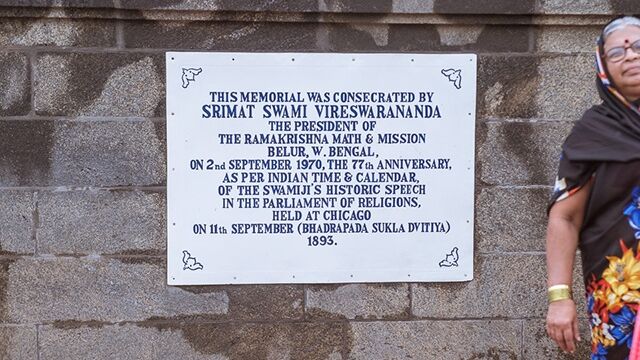 THIS MEMORIAL WAS CONSECRATED BY
SRIMAT SWAMI VIRESWARANANDA
THE PRESIDENT OF
THE RAMAKRISHNA MATH & MISSION
BELUR, W. BENGAL,
ON 2nd SEPTEMBER 1970, THE 77th ANNIVERSARY,
AS PER INDIAN TIME & CALENDAR,
OF THE SWAMIJI'S HISTORIC SPEECH
IN THE PARLIAMENT OF RELIGIONS,
HELD AT CHICAGO
ON 11th SEPTEMBER (BHADRAPADA SUKLA DVITIYA)
1893.